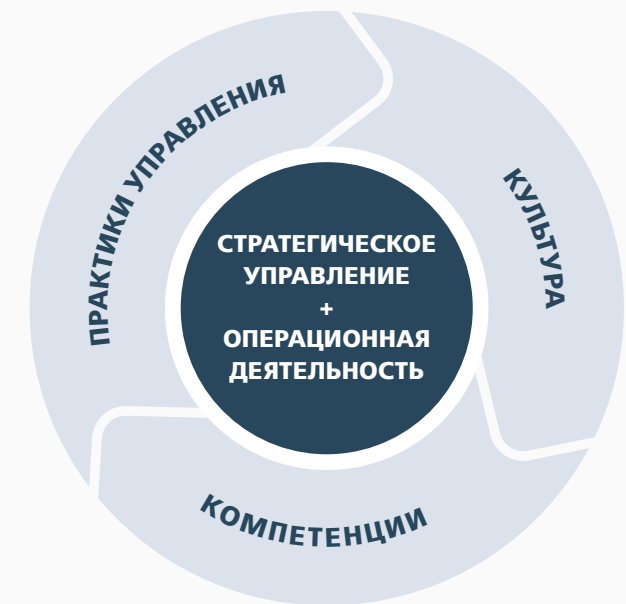 ПРАКТИКИ УПРАВЛЕНИЯ
КУЛЬТУРА
СТРАТЕГИЧЕСКОЕ
УПРАВЛЕНИЕ
+
ОПЕРАЦИОННАЯ
ДЕЯТЕЛЬНОСТЬ
КОМПЕТЕНЦИИ